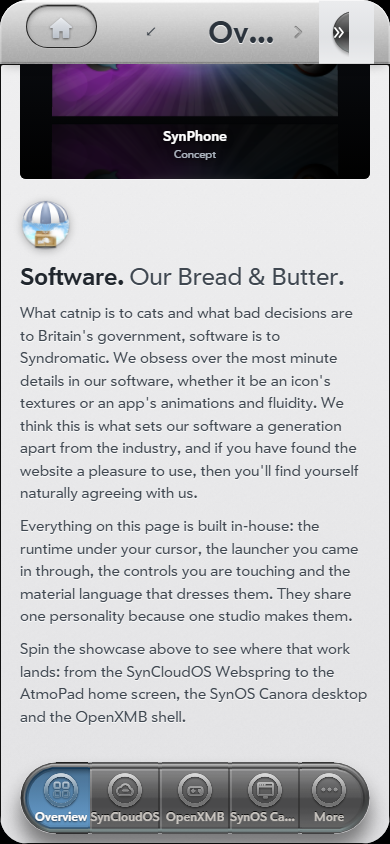 Ov...
SynPhone
Concept
Software. Our Bread & Butter.
What catnip is to cats and what bad decisions are
to Britain's government, software is to
Syndromatic. We obsess over the most minute
details in our software, whether it be an icon's
textures or an app's animations and fluidity. We
think this is what sets our software a generation
apart from the industry, and if you have found the
website a pleasure to use, then you'll find yourself
naturally agreeing with us.
Everything on this page is built in-house: the
runtime under your cursor, the launcher you came
in through, the controls you are touching and the
material language that dresses them. They share
one personality because one studio makes them.
Spin the showcase above to see where that work
lands: from the SynCloudOS Webspring to the
AtmoPad home screen, the SynOS Canora desktop
and the OpenXMB shell.
Overview SynCloudOS OpenXMB SynOS Ca... More